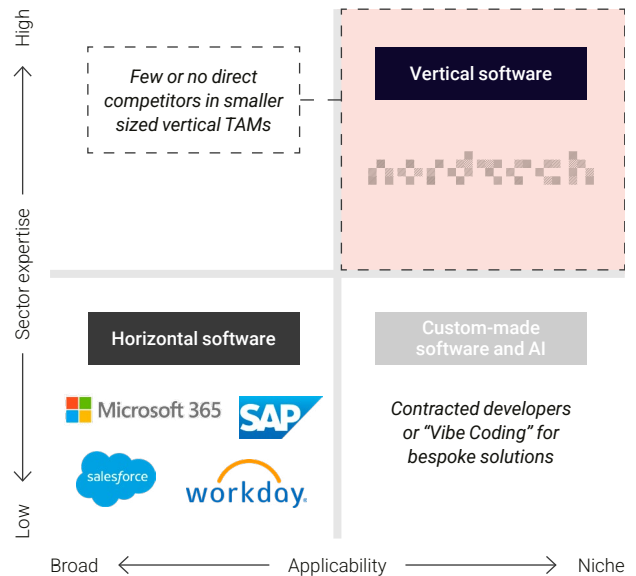 High
Few or no direct
competitors in smaller
sized vertical TAMs
Vertical software
nordtech
Sector expertise
Horizontal software
Custom-made
software and AI
Microsoft 365
SAP
salesforce
workday.
Contracted developers
or “Vibe Coding” for
bespoke solutions
Low
Broad
Applicability
Niche